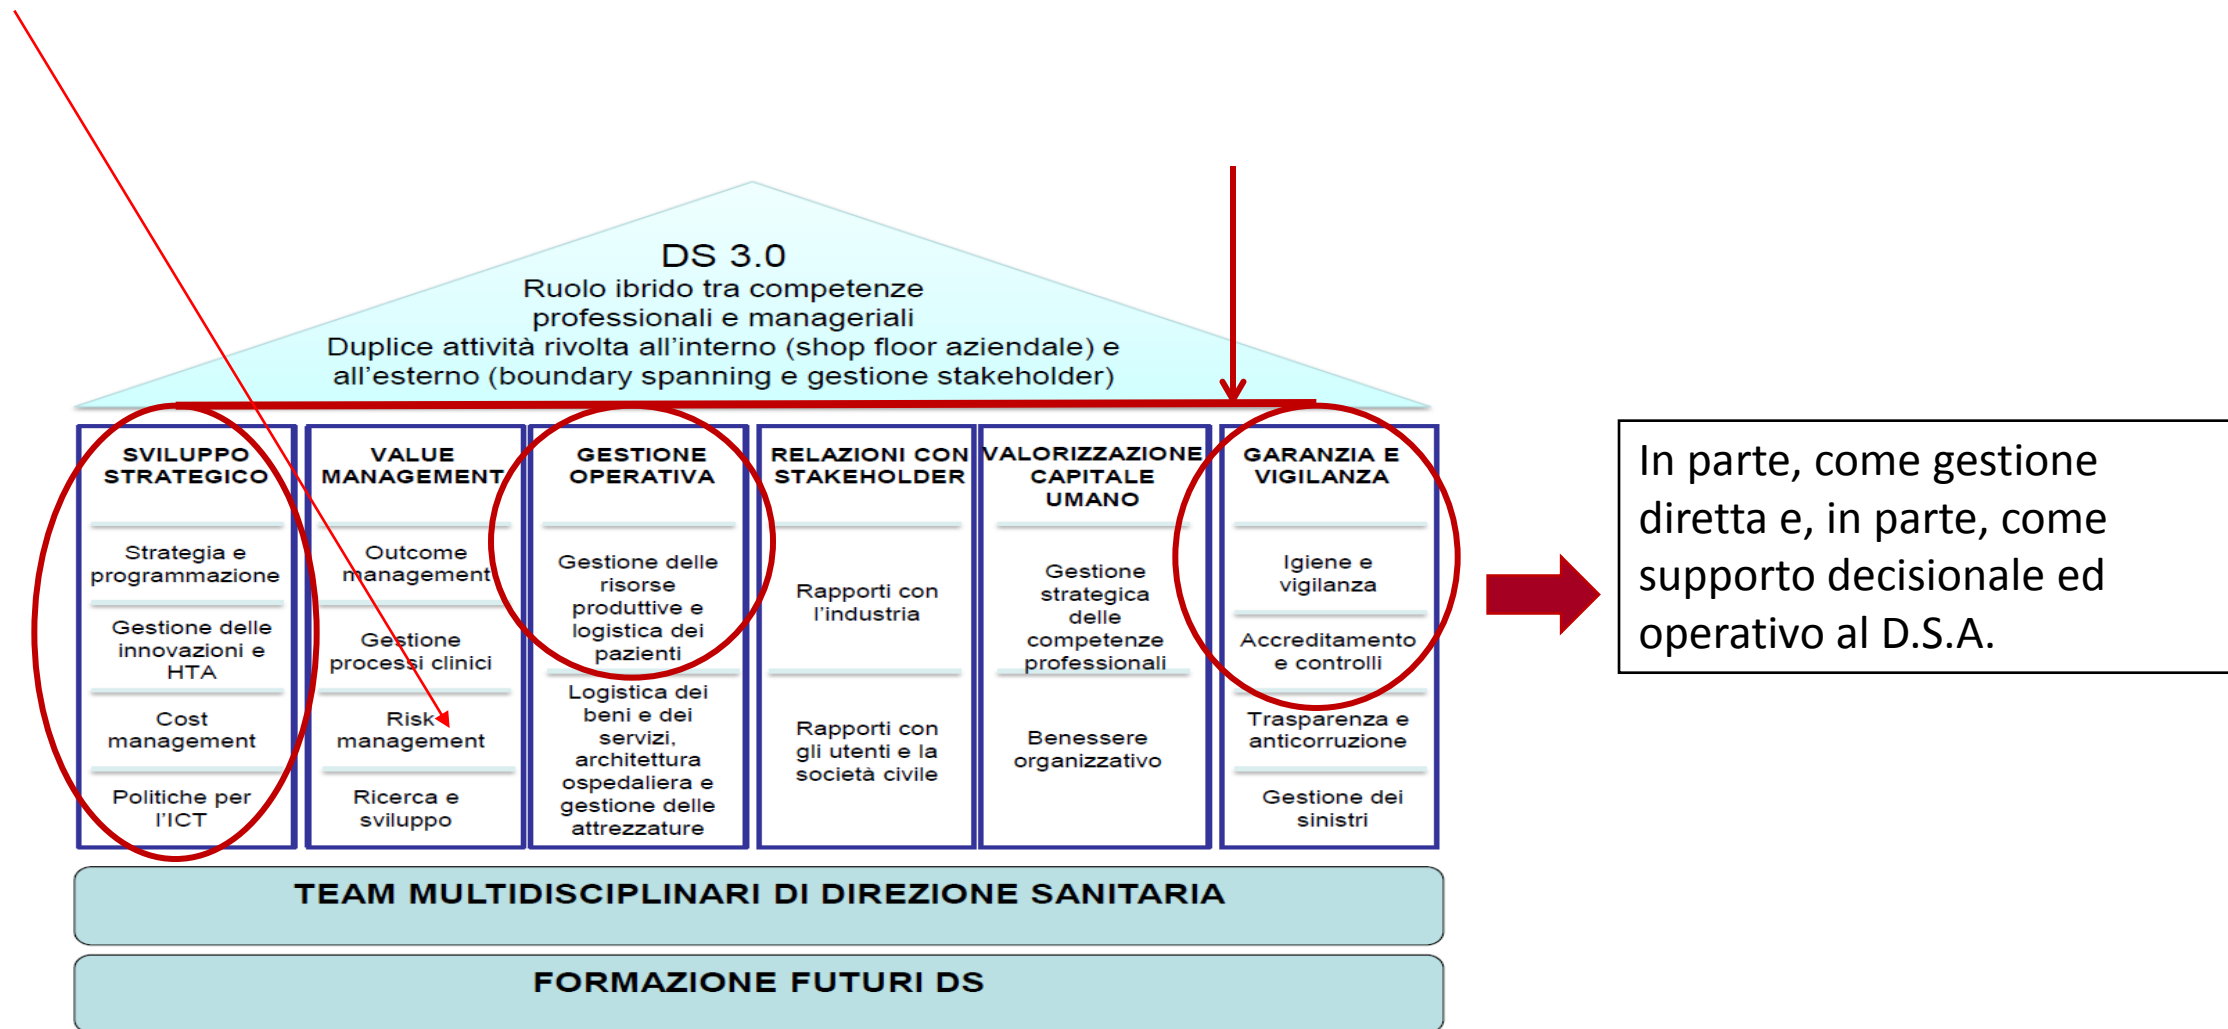 DS 3.0
Ruolo ibrido tra competenze
professionali e manageriali
Duplice attività rivolta all'interno (shop floor aziendale) e
all'esterno (boundary spanning e gestione stakeholder)
SVILUPPO
STRATEGICO
Strategia e
programmazione
Gestione delle
innovazioni e
HTA
Cost
management
Politiche per
l'ICT
VALUE
MANAGEMENT
Outcome
management
Gestione
processi clinici
Risk
management
Ricerca e
sviluppo
GESTIONE
OPERATIVA
Gestione delle
risorse
produttive e
logistica dei
pazienti
Logistica dei
beni e dei
servizi,
architettura
ospedaliera e
gestione delle
attrezzature
RELAZIONI CON
STAKEHOLDER
Rapporti con
l'industria
Rapporti con
gli utenti e la
società civile
VALORIZZAZIONE
CAPITALE
UMANO
Gestione
strategica
delle
competenze
professionali
Benessere
organizzativo
GARANZIA E
VIGILANZA
Igiene e
vigilanza
Accreditamento
e controlli
Trasparenza e
anticorruzione
Gestione dei
sinistri
In parte, come gestione
diretta e, in parte, come
supporto decisionale ed
operativo al D.S.A.
TEAM MULTIDISCIPLINARI DI DIREZIONE SANITARIA
FORMAZIONE FUTURI DS